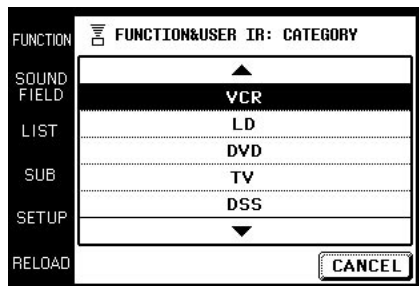 FUNCTION
SOUND
FIELD
LIST
SUB
SETUP
RELOAD
FUNCTION&USER IR: CATEGORY
VCR
LD
DVD
TV
DSS
CANCEL